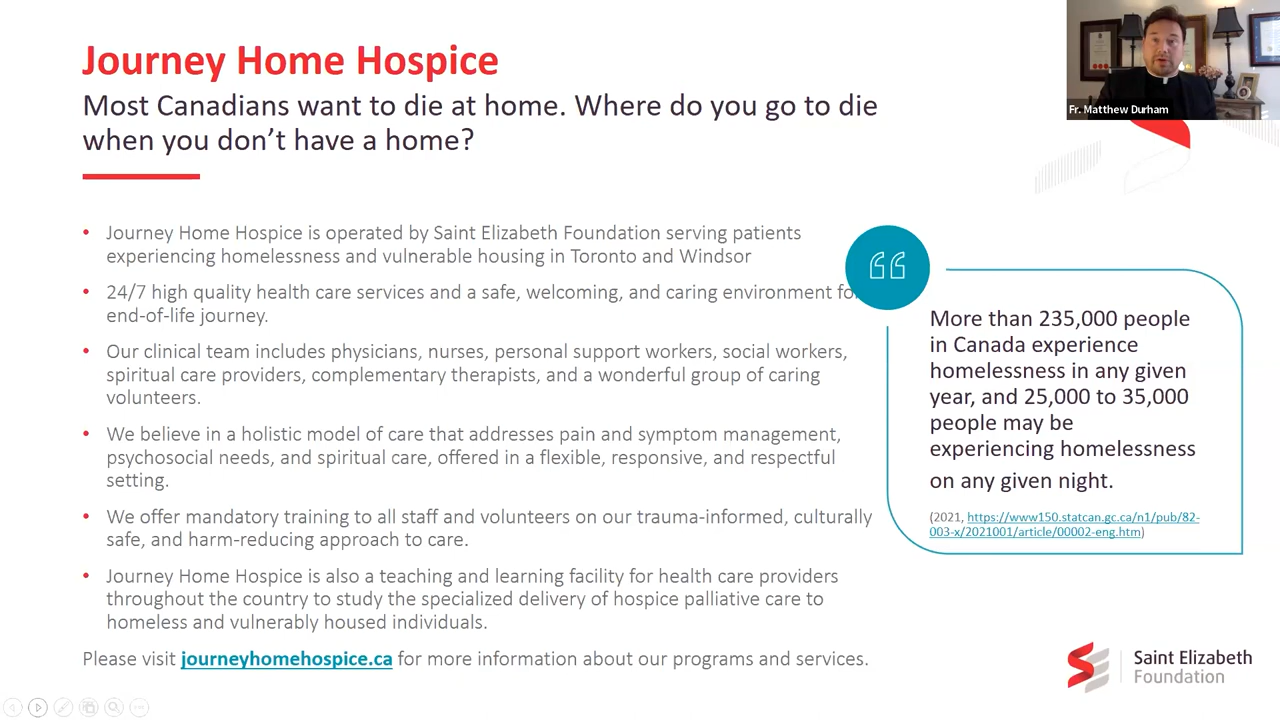 Journey Home Hospice
Most Canadians want to die at home. Where do you go to die
when you don't have a home?
Fr. Matthew Durham
• Journey Home Hospice is operated by Saint Elizabeth Foundation serving patients
experiencing homelessness and vulnerable housing in Toronto and Windsor
• 24/7 high quality health care services and a safe, welcoming, and caring environment
end-of-life journey.
• Our clinical team includes physicians, nurses, personal support workers, social workers,
spiritual care providers, complementary therapists, and a wonderful group of caring
volunteers.
• We believe in a holistic model of care that addresses pain and symptom management,
psychosocial needs, and spiritual care, offered in a flexible, responsive, and respectful
setting.
• We offer mandatory training to all staff and volunteers on our trauma-informed, culturally
safe, and harm-reducing approach to care.
• Journey Home Hospice is also a teaching and learning facility for health care providers
throughout the country to study the specialized delivery of hospice palliative care to
homeless and vulnerably housed individuals.
Please visit journeyhomehospice.ca for more information about our programs and services.
“
More than 235,000 people
in Canada experience
homelessness in any given
year, and 25,000 to 35,000
people may be
experiencing homelessness
on any given night.
(2021, https://www150.statcan.gc.ca/n1/pub/82-
003-x/2021001/article/00002-eng.htm)
Saint Elizabeth
Foundation